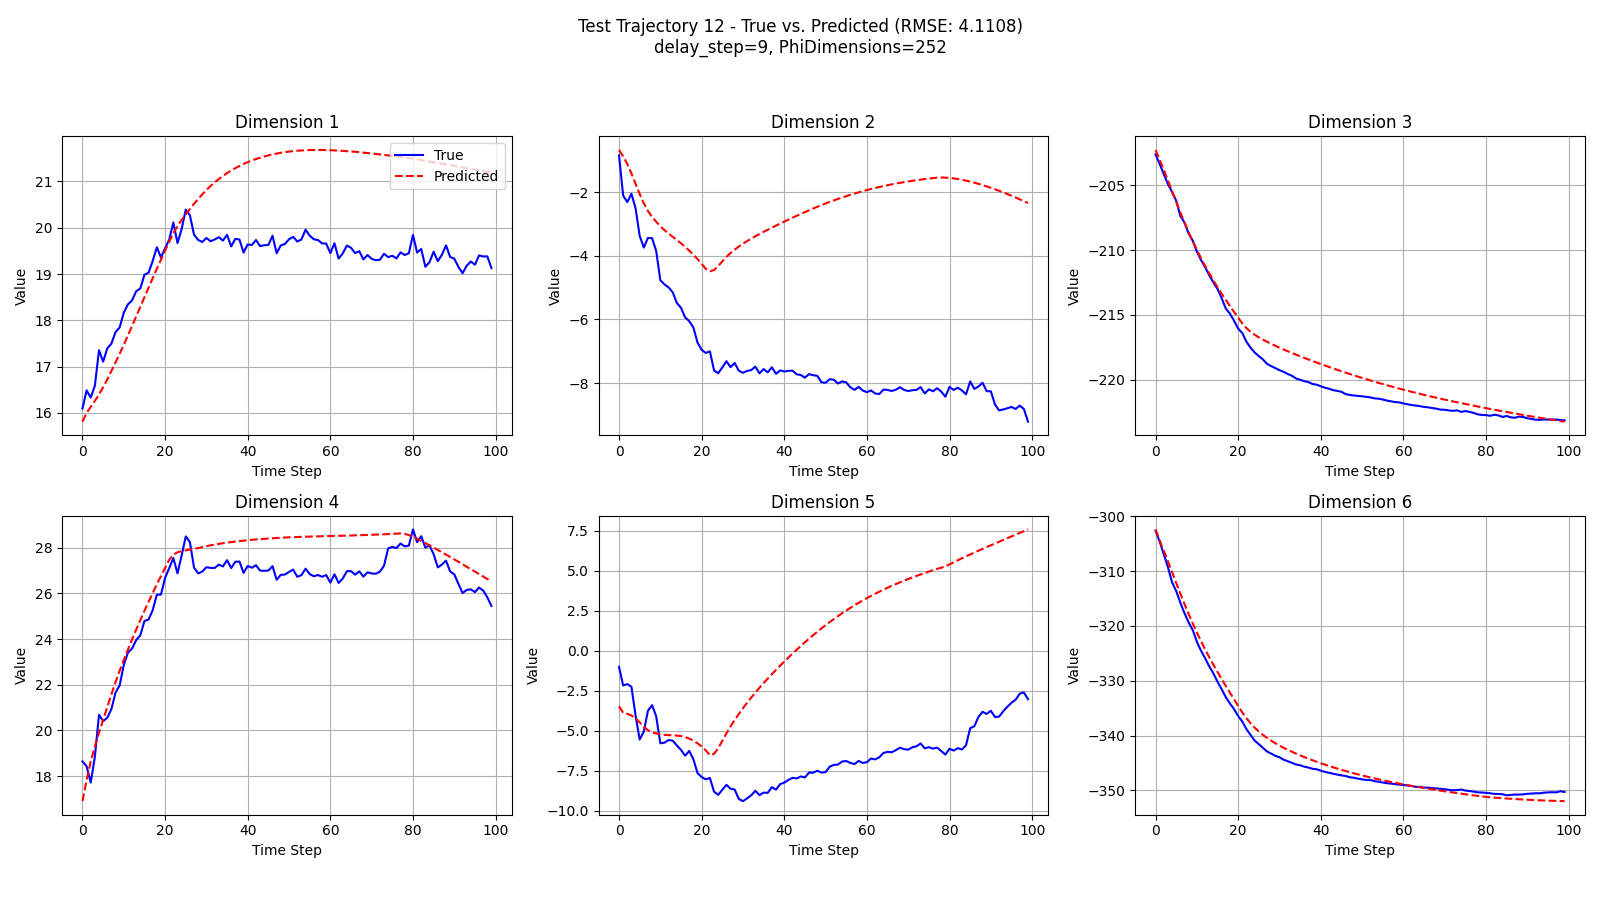 Test Trajectory 12 - True vs. Predicted (RMSE: 4.1108)
delay_step=9, PhiDimensions=252
Dimension 1
Value
21
20
19
18
17
16
0 20 40 60 80 100
Time Step
True
Predicted
Dimension 2
Value
−2
−4
−6
−8
0 20 40 60 80 100
Time Step
Dimension 3
Value
−205
−210
−215
−220
0 20 40 60 80 100
Time Step
Dimension 4
Value
28
26
24
22
20
18
0 20 40 60 80 100
Time Step
Dimension 5
Value
7.5
5.0
2.5
0.0
−2.5
−5.0
−7.5
−10.0
0 20 40 60 80 100
Time Step
Dimension 6
Value
−300
−310
−320
−330
−340
−350
0 20 40 60 80 100
Time Step